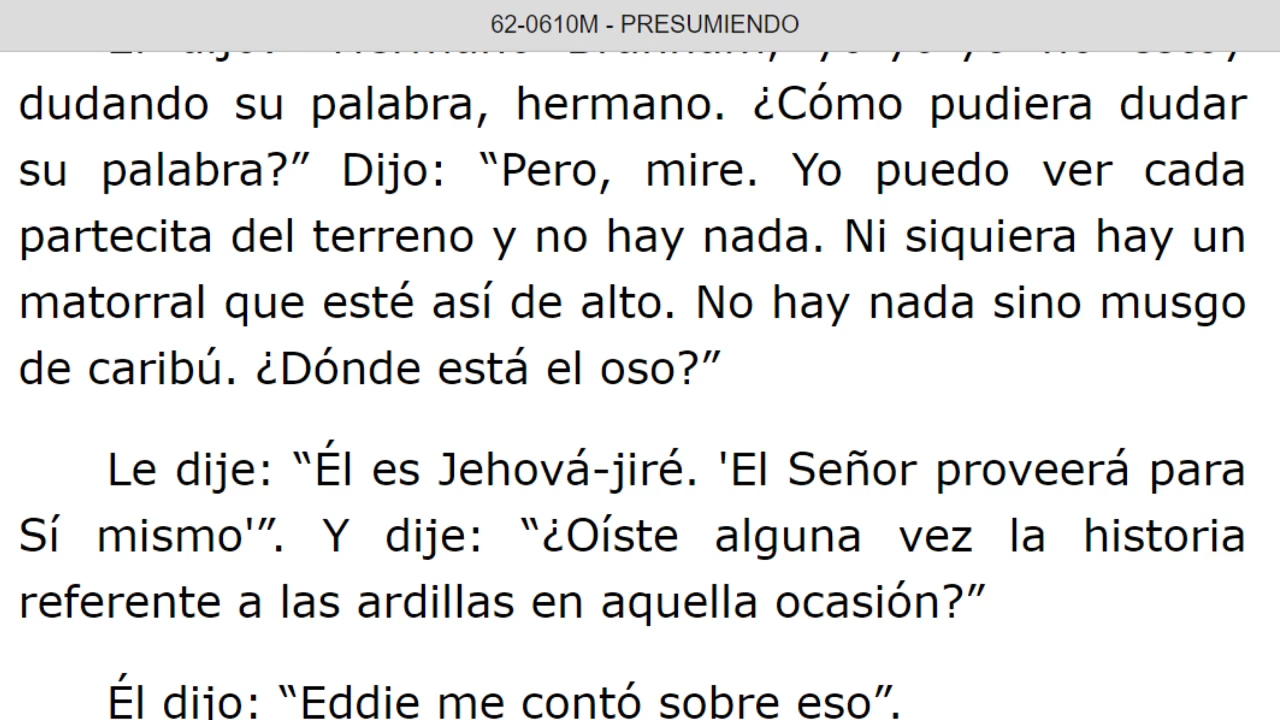 62-0610M - PRESUMIENDO
dudando su palabra, hermano. ¿Cómo pudiera dudar
su palabra?” Dijo: “Pero, mire. Yo puedo ver cada
partecita del terreno y no hay nada. Ni siquiera hay un
matorral que esté así de alto. No hay nada sino musgo
de caribú. ¿Dónde está el oso?”
Le dije: “Él es Jehová-jiré. 'El Señor proveerá para
Sí mismo'”. Y dije: “¿Oíste alguna vez la historia
referente a las ardillas en aquella ocasión?”
Él dijo: “Eddie me contó sobre eso”.